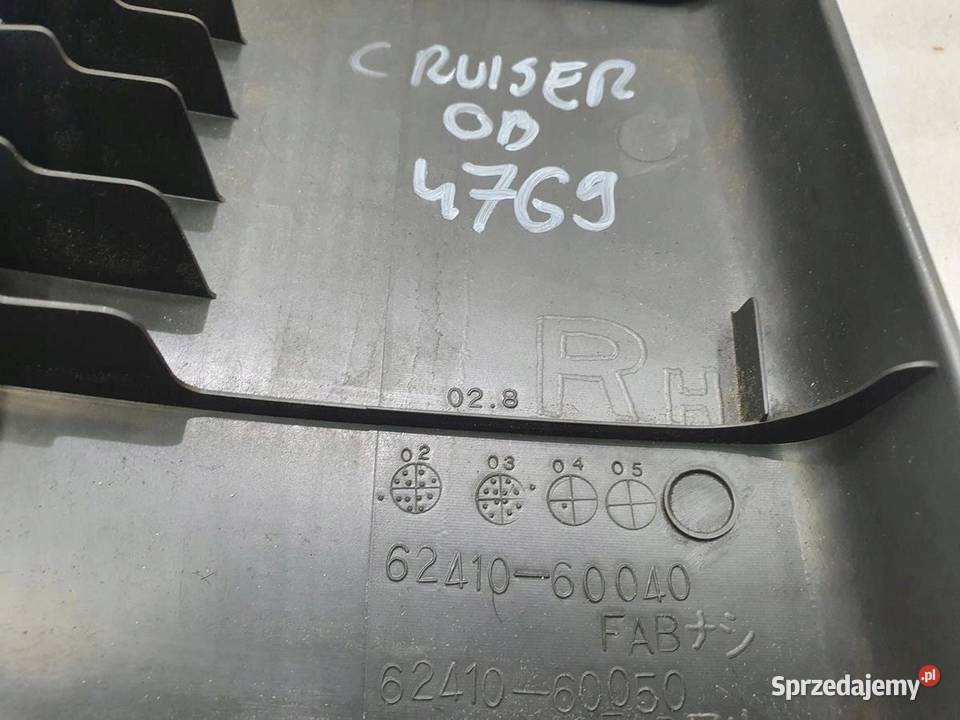 CRUISER
OD
4769
RH
02.8
02 03 04 05
62410-60040
FABナシ
62410-60050
Sprzedajemy.pl